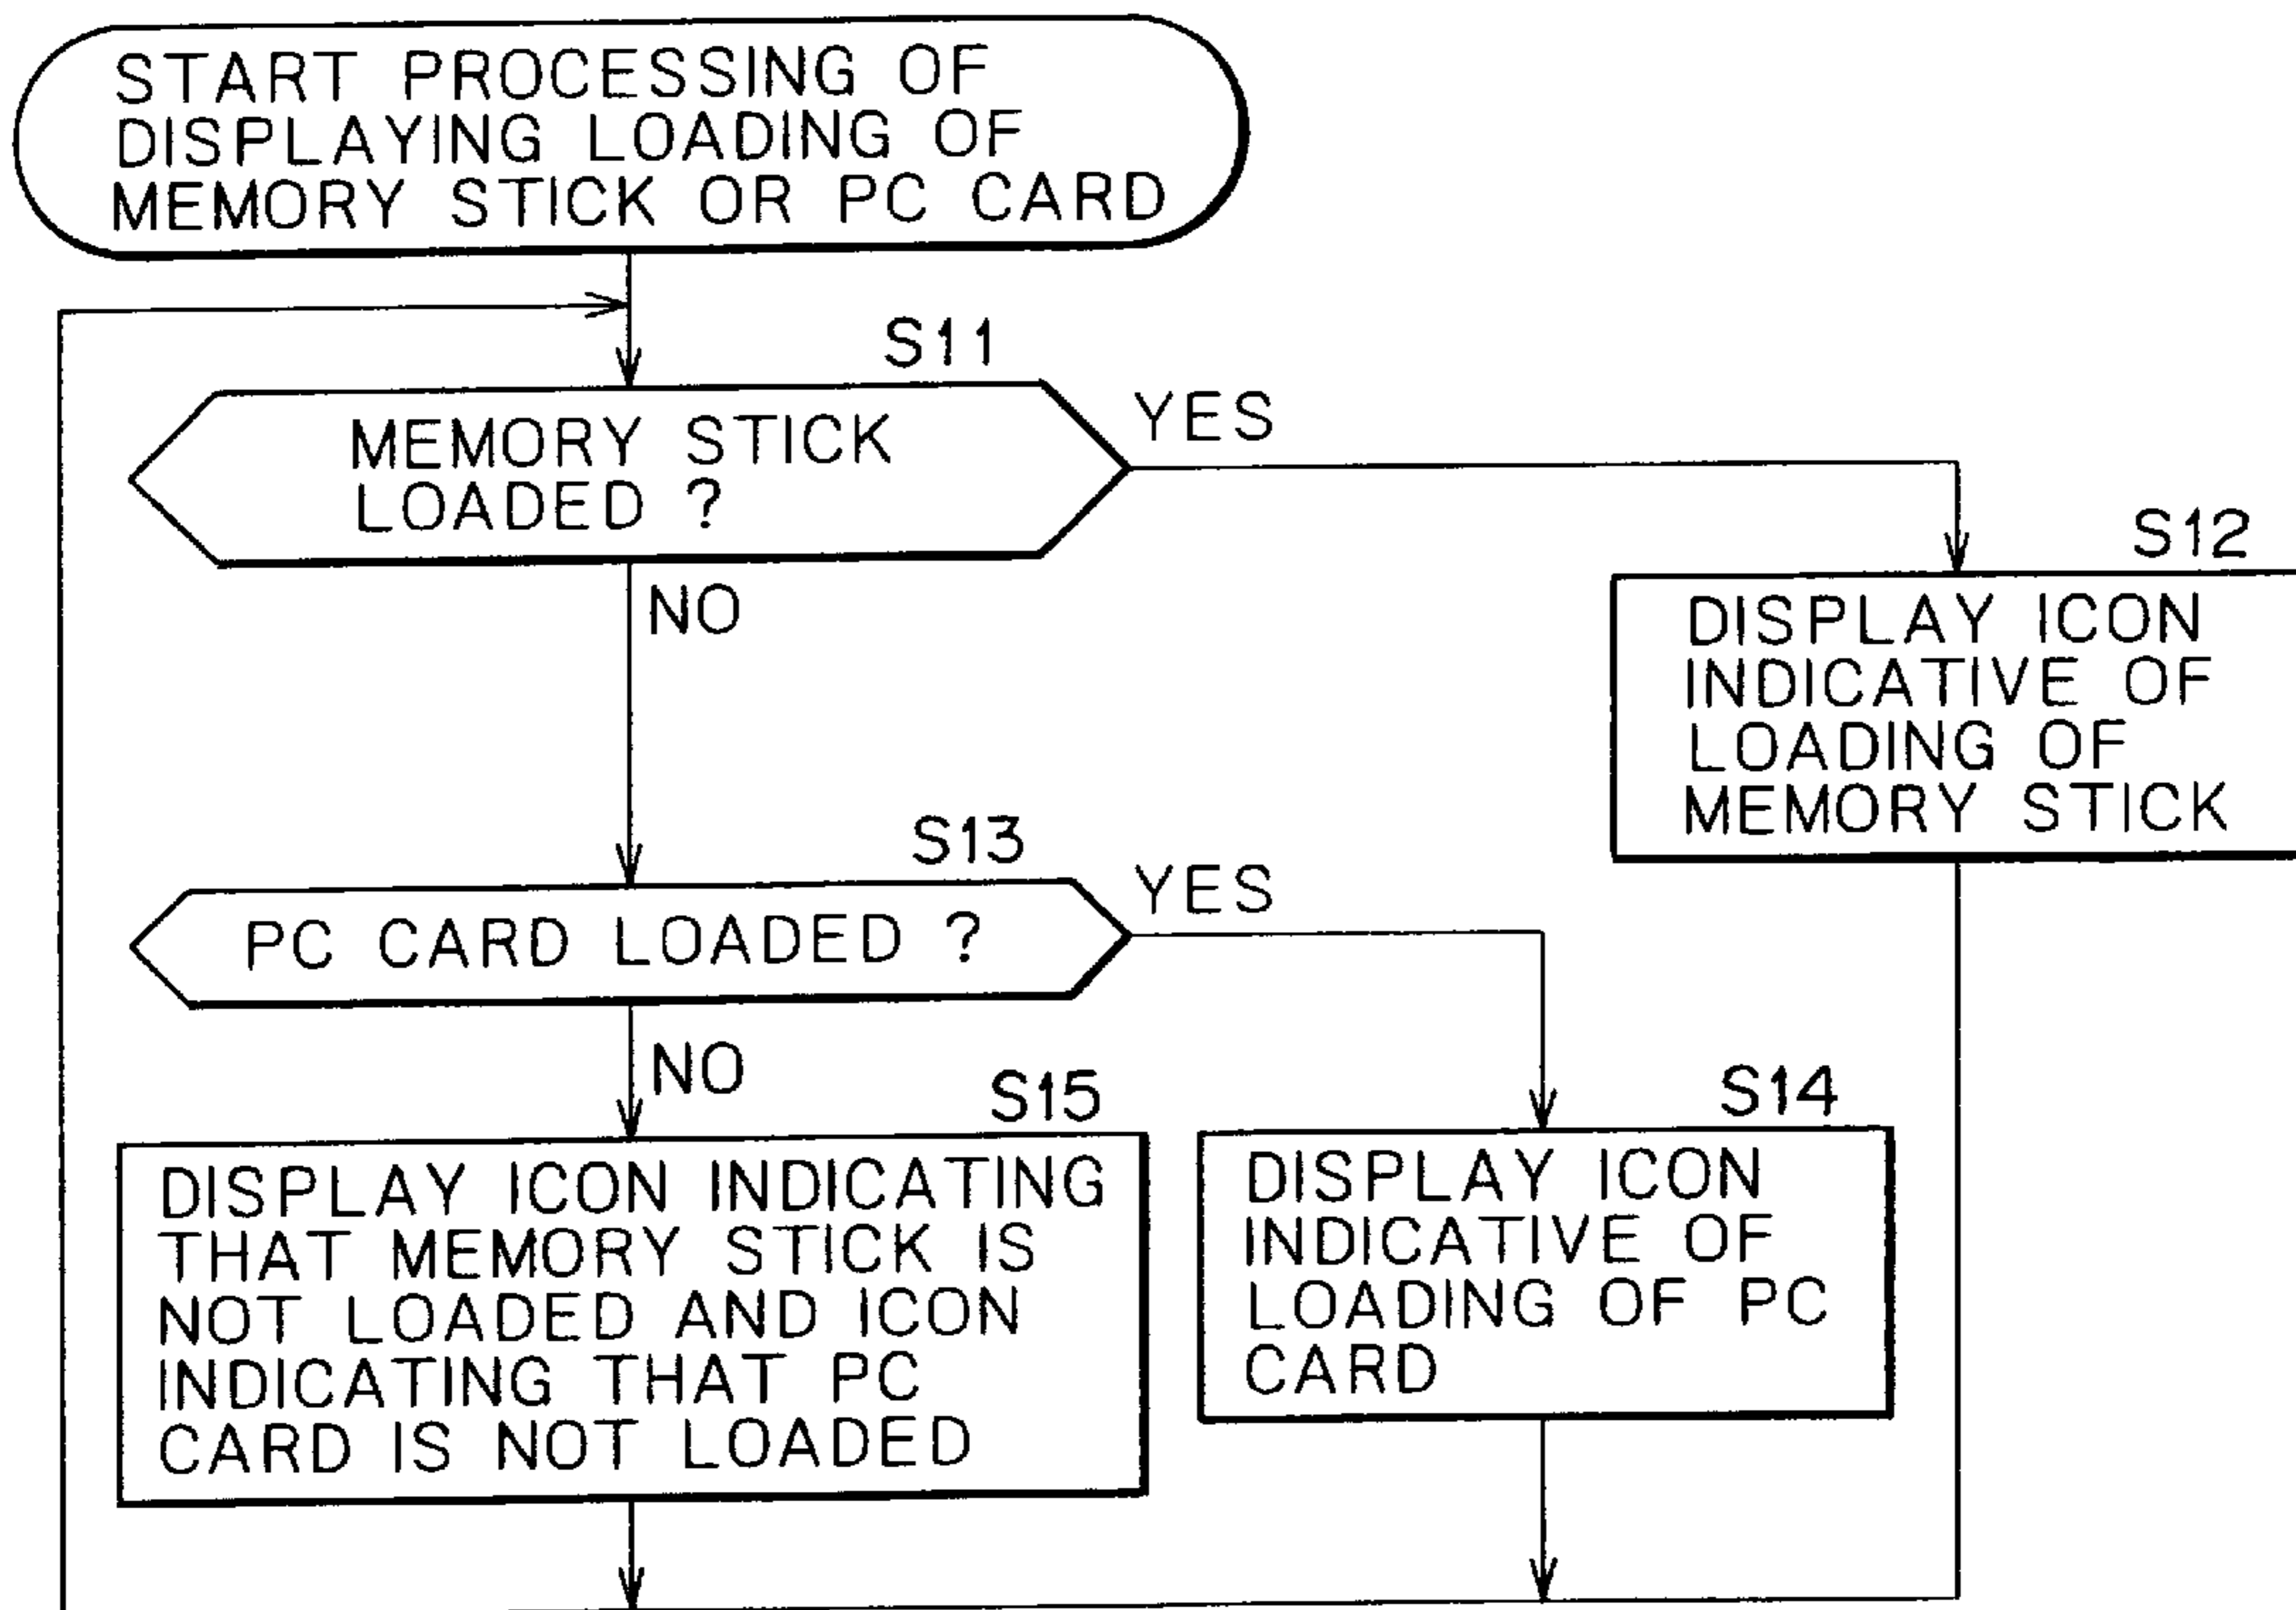 START PROCESSING OF
DISPLAYING LOADING OF
MEMORY STICK OR PC CARD
S11
MEMORY STICK
LOADED ?
YES
NO
S12
DISPLAY ICON
INDICATIVE OF
LOADING OF
MEMORY STICK
S13
PC CARD LOADED ?
YES
NO
S15
DISPLAY ICON INDICATING
THAT MEMORY STICK IS
NOT LOADED AND ICON
INDICATING THAT PC
CARD IS NOT LOADED
S14
DISPLAY ICON
INDICATIVE OF
LOADING OF PC
CARD